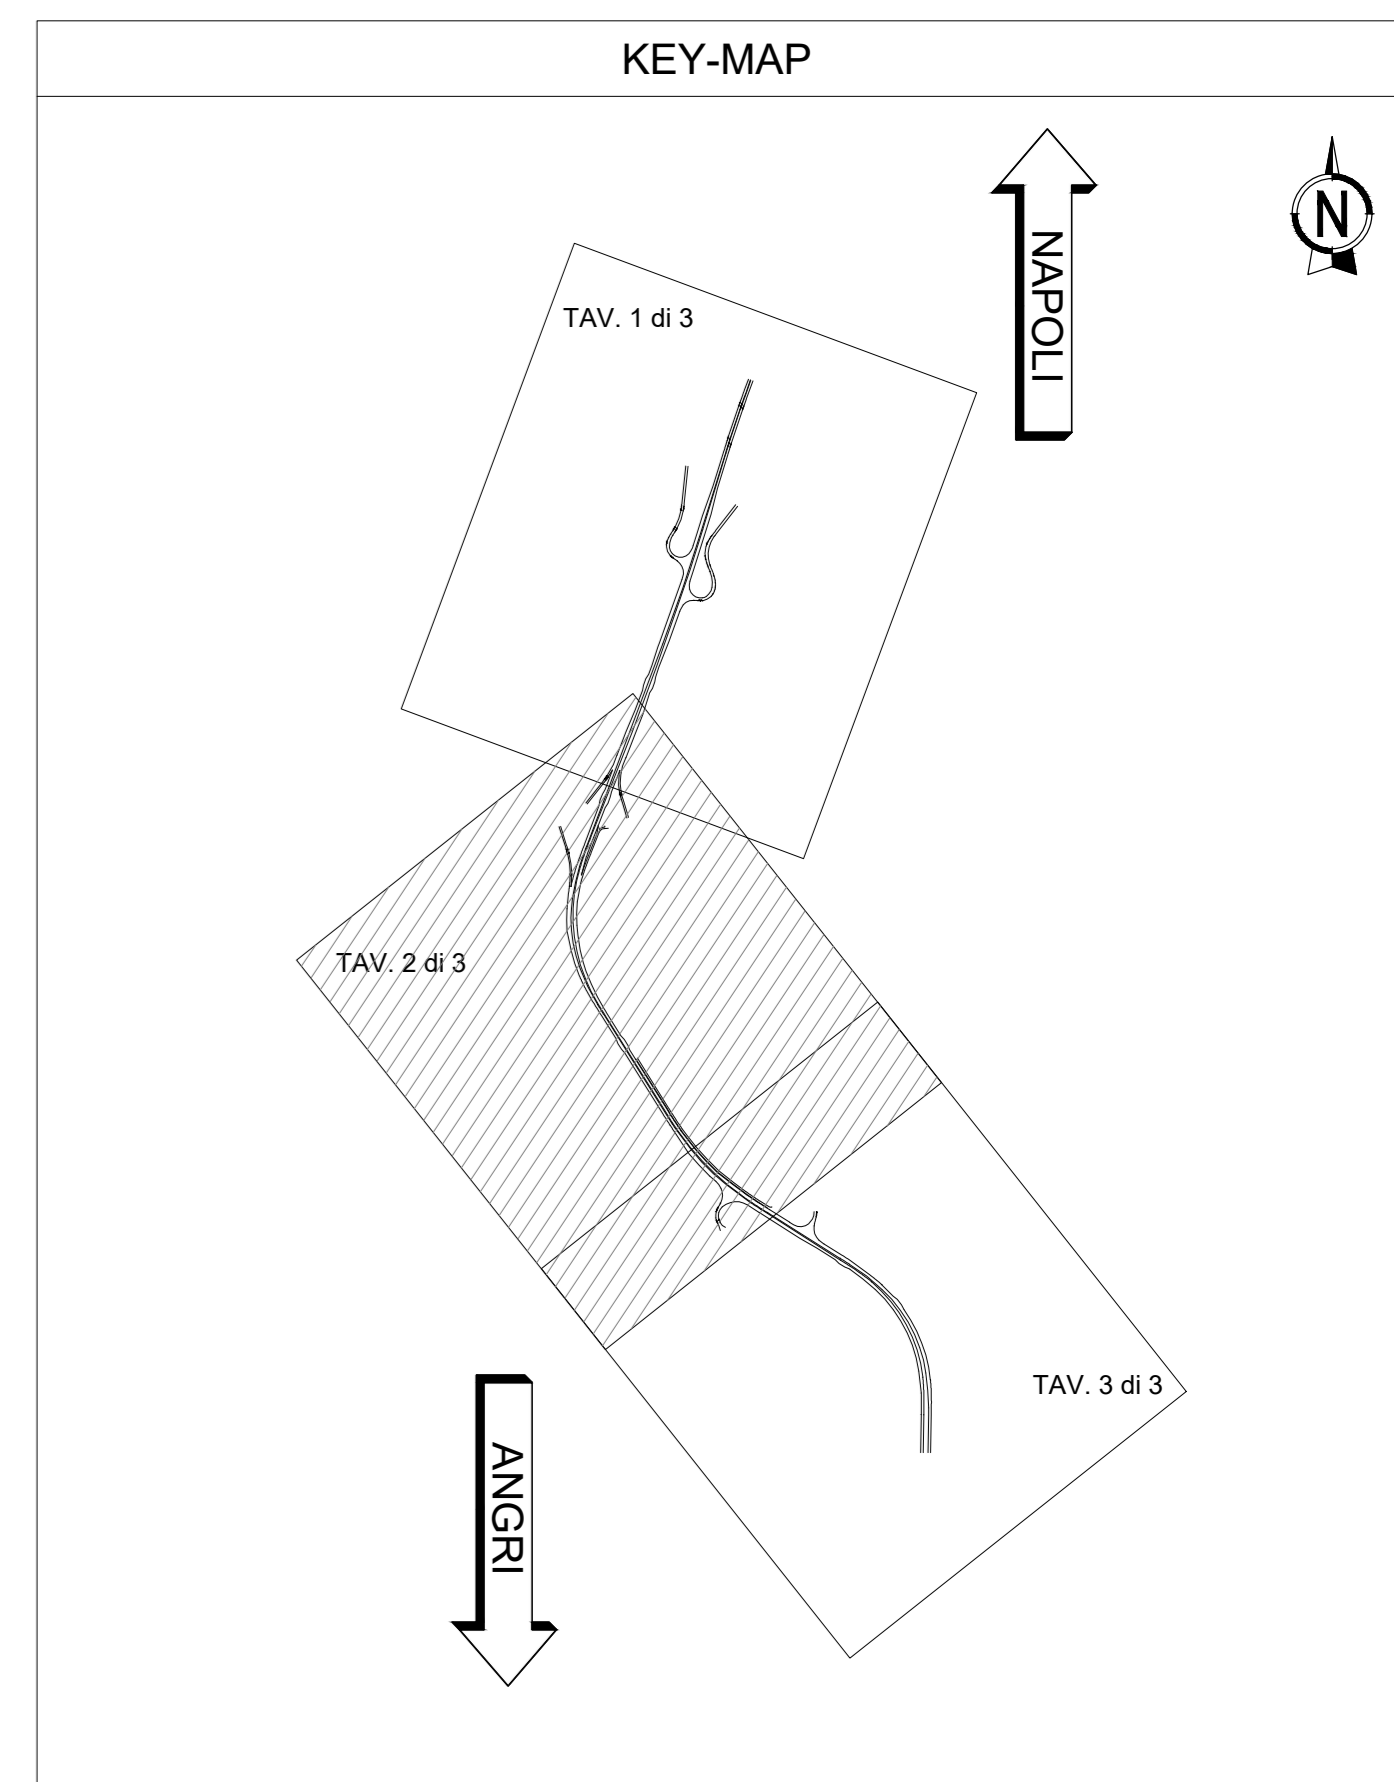 KEY-MAP
NAPOLI
N
TAV. 1 di 3
TAV. 2 di 3
TAV. 3 di 3
ANGRI